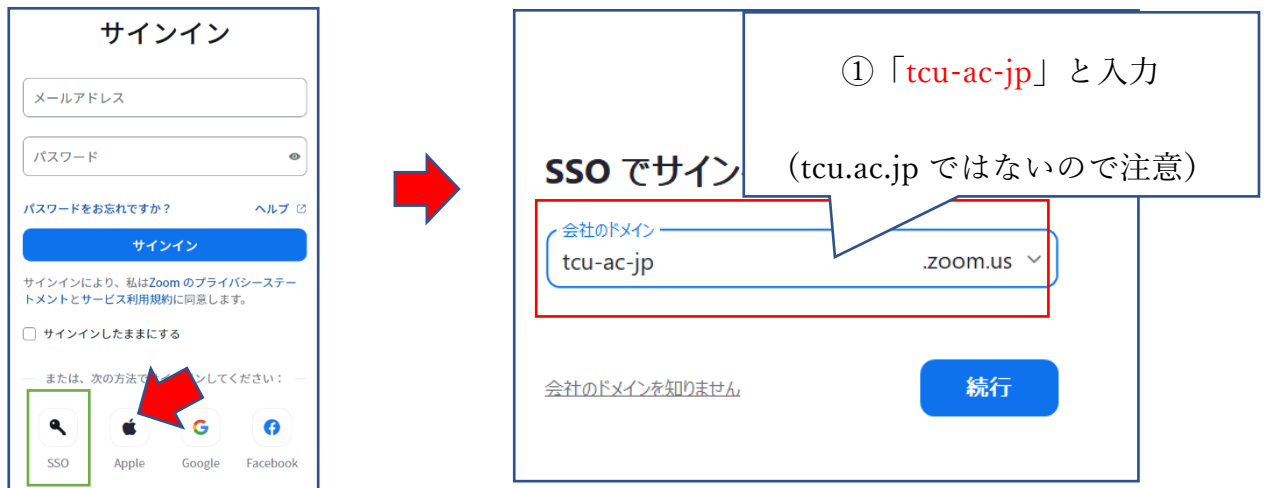 サインイン
メールアドレス
パスワード
パスワードをお忘れですか？
ヘルプ
サインイン
サインインにより、私はZoom のプライバシーステー
トメントとサービス利用規約に同意します。
サインインしたままにする
または、次の方法で ンしてください：
SSO
Apple
Google
Facebook
①「tcu-ac-jp」と入力
（tcu.ac.jp ではないので注意）
SSO でサイン
会社のドメイン
tcu-ac-jp
.zoom.us
会社のドメインを知りません
続行